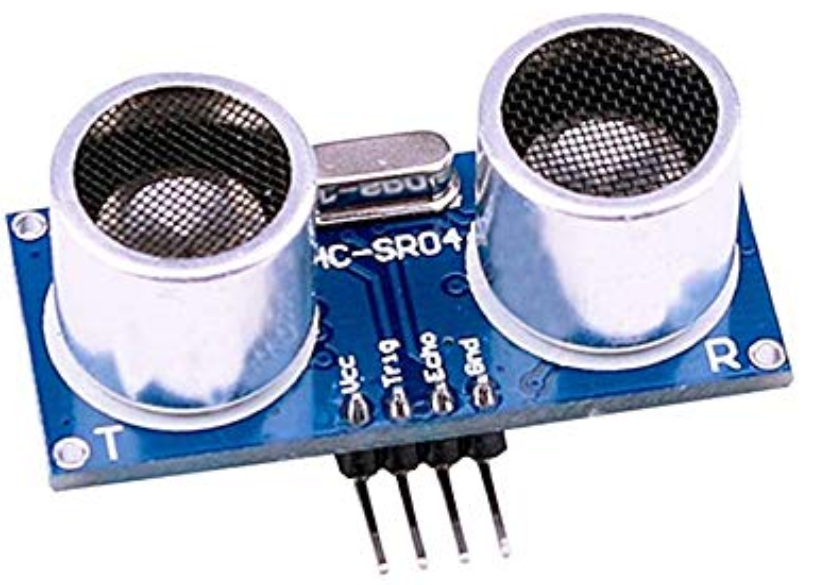 HC-SR04
Vcc
Trig
Echo
Gnd
T
R